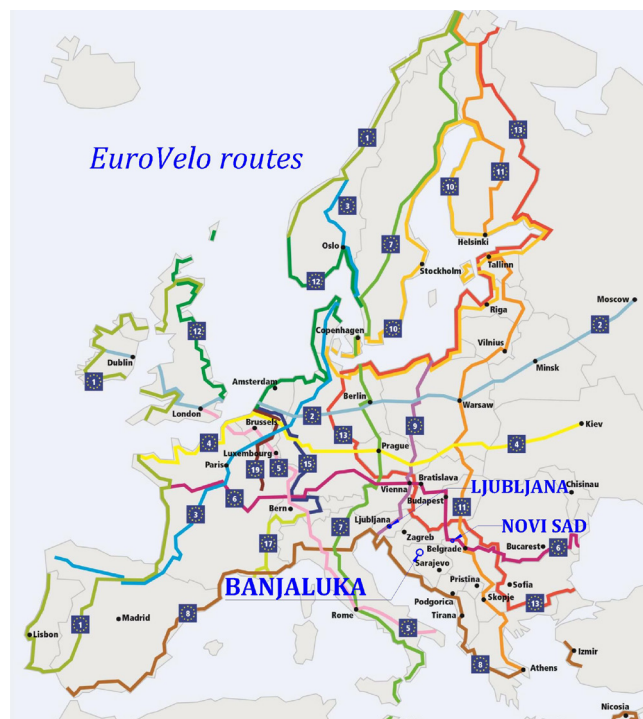 EuroVelo routes
1
13
3
10
11
7
Oslo
Helsinki
Tallinn
Stockholm
12
10
Riga
Moscow
2
12
Copenhagen
Dublin
1
Vilnius
Minsk
Amsterdam
London
Berlin
2
Warsaw
Brussels
13
9
Kiev
4
4
Luxembourg
Prague
Paris
19
5
15
6
Vienna
Bratislava
LJUBLJANA
Chisinau
Budapest
11
3
Bern
7
Ljubljana
NOVI SAD
Zagreb
17
Belgrade
Bucarest
6
Sarajevo
BANJALUKA
Pristina
Sofia
Podgorica
Skopje
13
8
Madrid
Rome
Tirana
Lisbon
1
5
8
Athens
Izmir
Nicosia
8